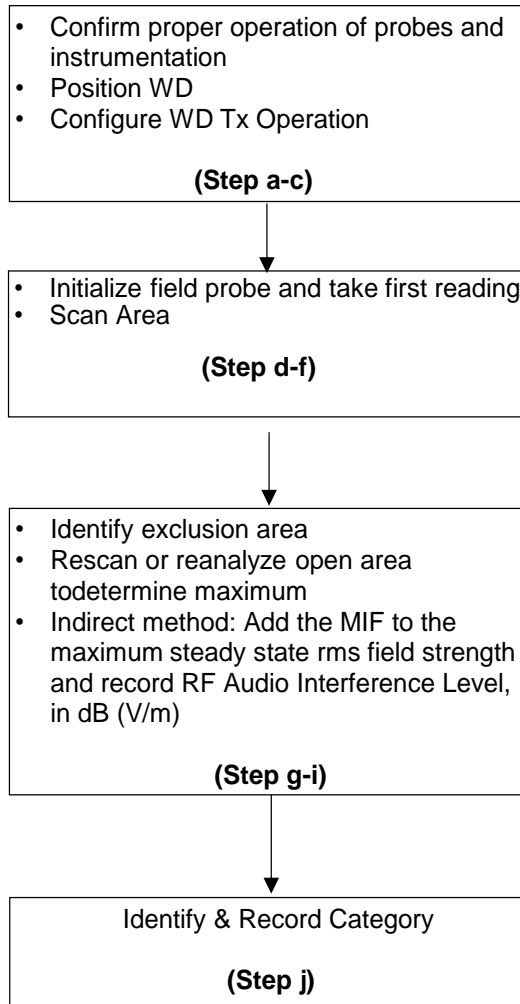 • Confirm proper operation of probes and
instrumentation
• Position WD
• Configure WD Tx Operation
(Step a-c)
• Initialize field probe and take first reading
• Scan Area
(Step d-f)
• Identify exclusion area
• Rescan or reanalyze open area
todetermine maximum
• Indirect method: Add the MIF to the
maximum steady state rms field strength
and record RF Audio Interference Level,
in dB (V/m)
(Step g-i)
Identify & Record Category
(Step j)